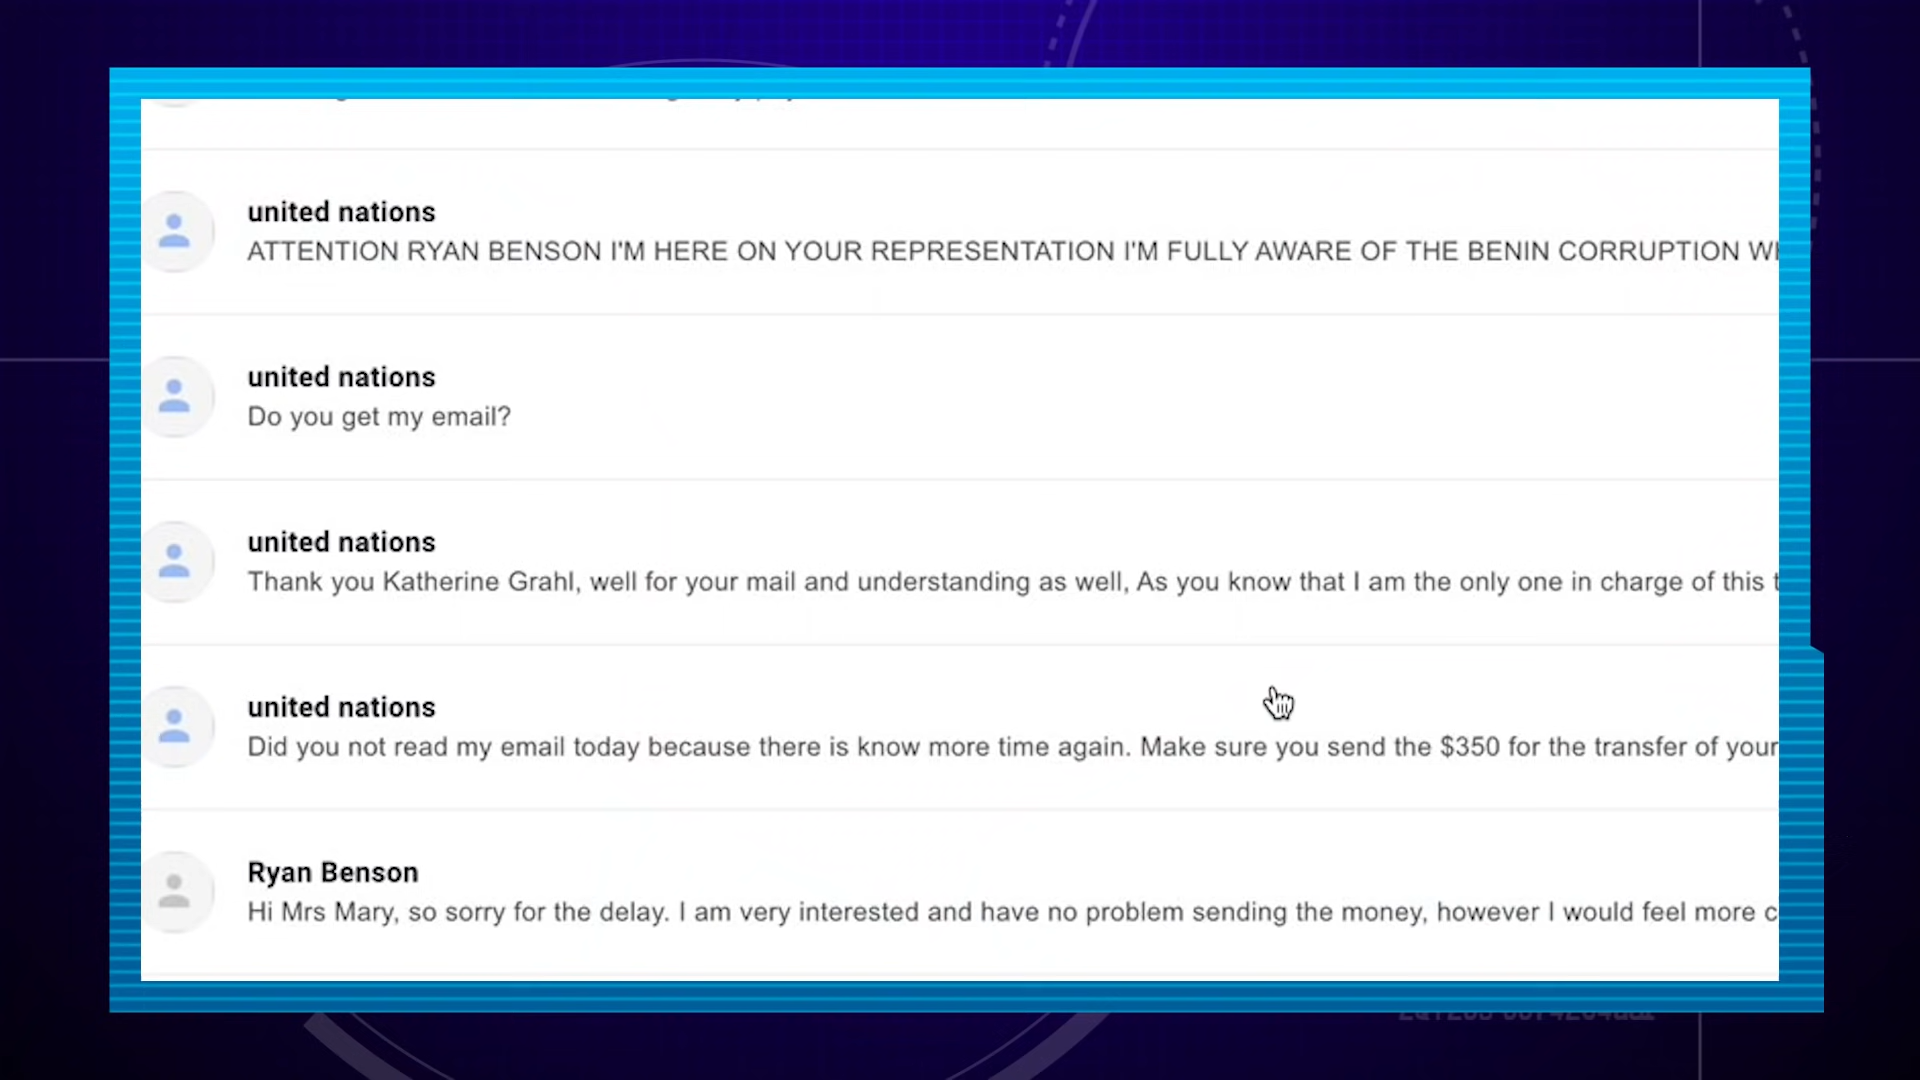 united nations
ATTENTION RYAN BENSON I'M HERE ON YOUR REPRESENTATION I'M FULLY AWARE OF THE BENIN CORRUPTION
united nations
Do you get my email?
united nations
Thank you Katherine Grahl, well for your mail and understanding as well, As you know that I am the only one in charge of this
united nations
Did you not read my email today because there is know more time again. Make sure you send the $350 for the transfer of your
Ryan Benson
Hi Mrs Mary, so sorry for the delay. I am very interested and have no problem sending the money, however I would feel more